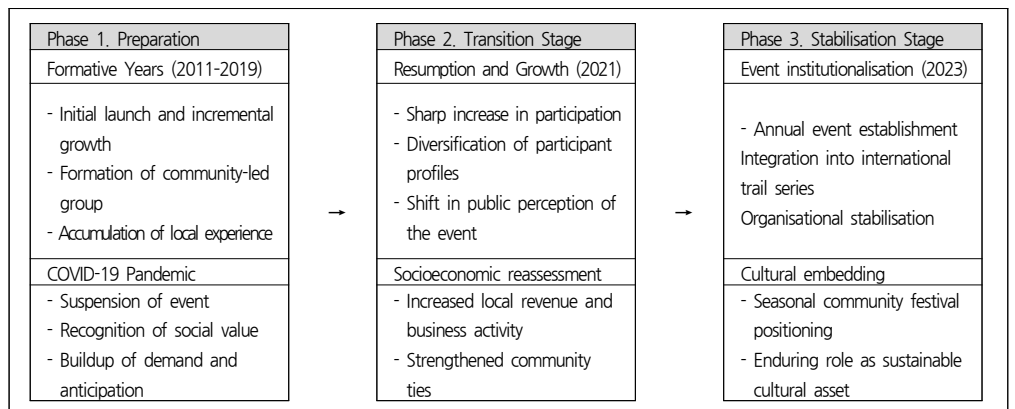 Phase 1. Preparation
Formative Years (2011-2019)
- Initial launch and incremental
growth
- Formation of community-led
group
- Accumulation of local experience
COVID-19 Pandemic
- Suspension of event
- Recognition of social value
- Buildup of demand and
anticipation
→
Phase 2. Transition Stage
Resumption and Growth (2021)
- Sharp increase in participation
- Diversification of participant
profiles
- Shift in public perception of
the event
Socioeconomic reassessment
- Increased local revenue and
business activity
- Strengthened community
ties
→
Phase 3. Stabilisation Stage
Event institutionalisation (2023)
- Annual event establishment
Integration into international
trail series
Organisational stabilisation
Cultural embedding
- Seasonal community festival
positioning
- Enduring role as sustainable
cultural asset